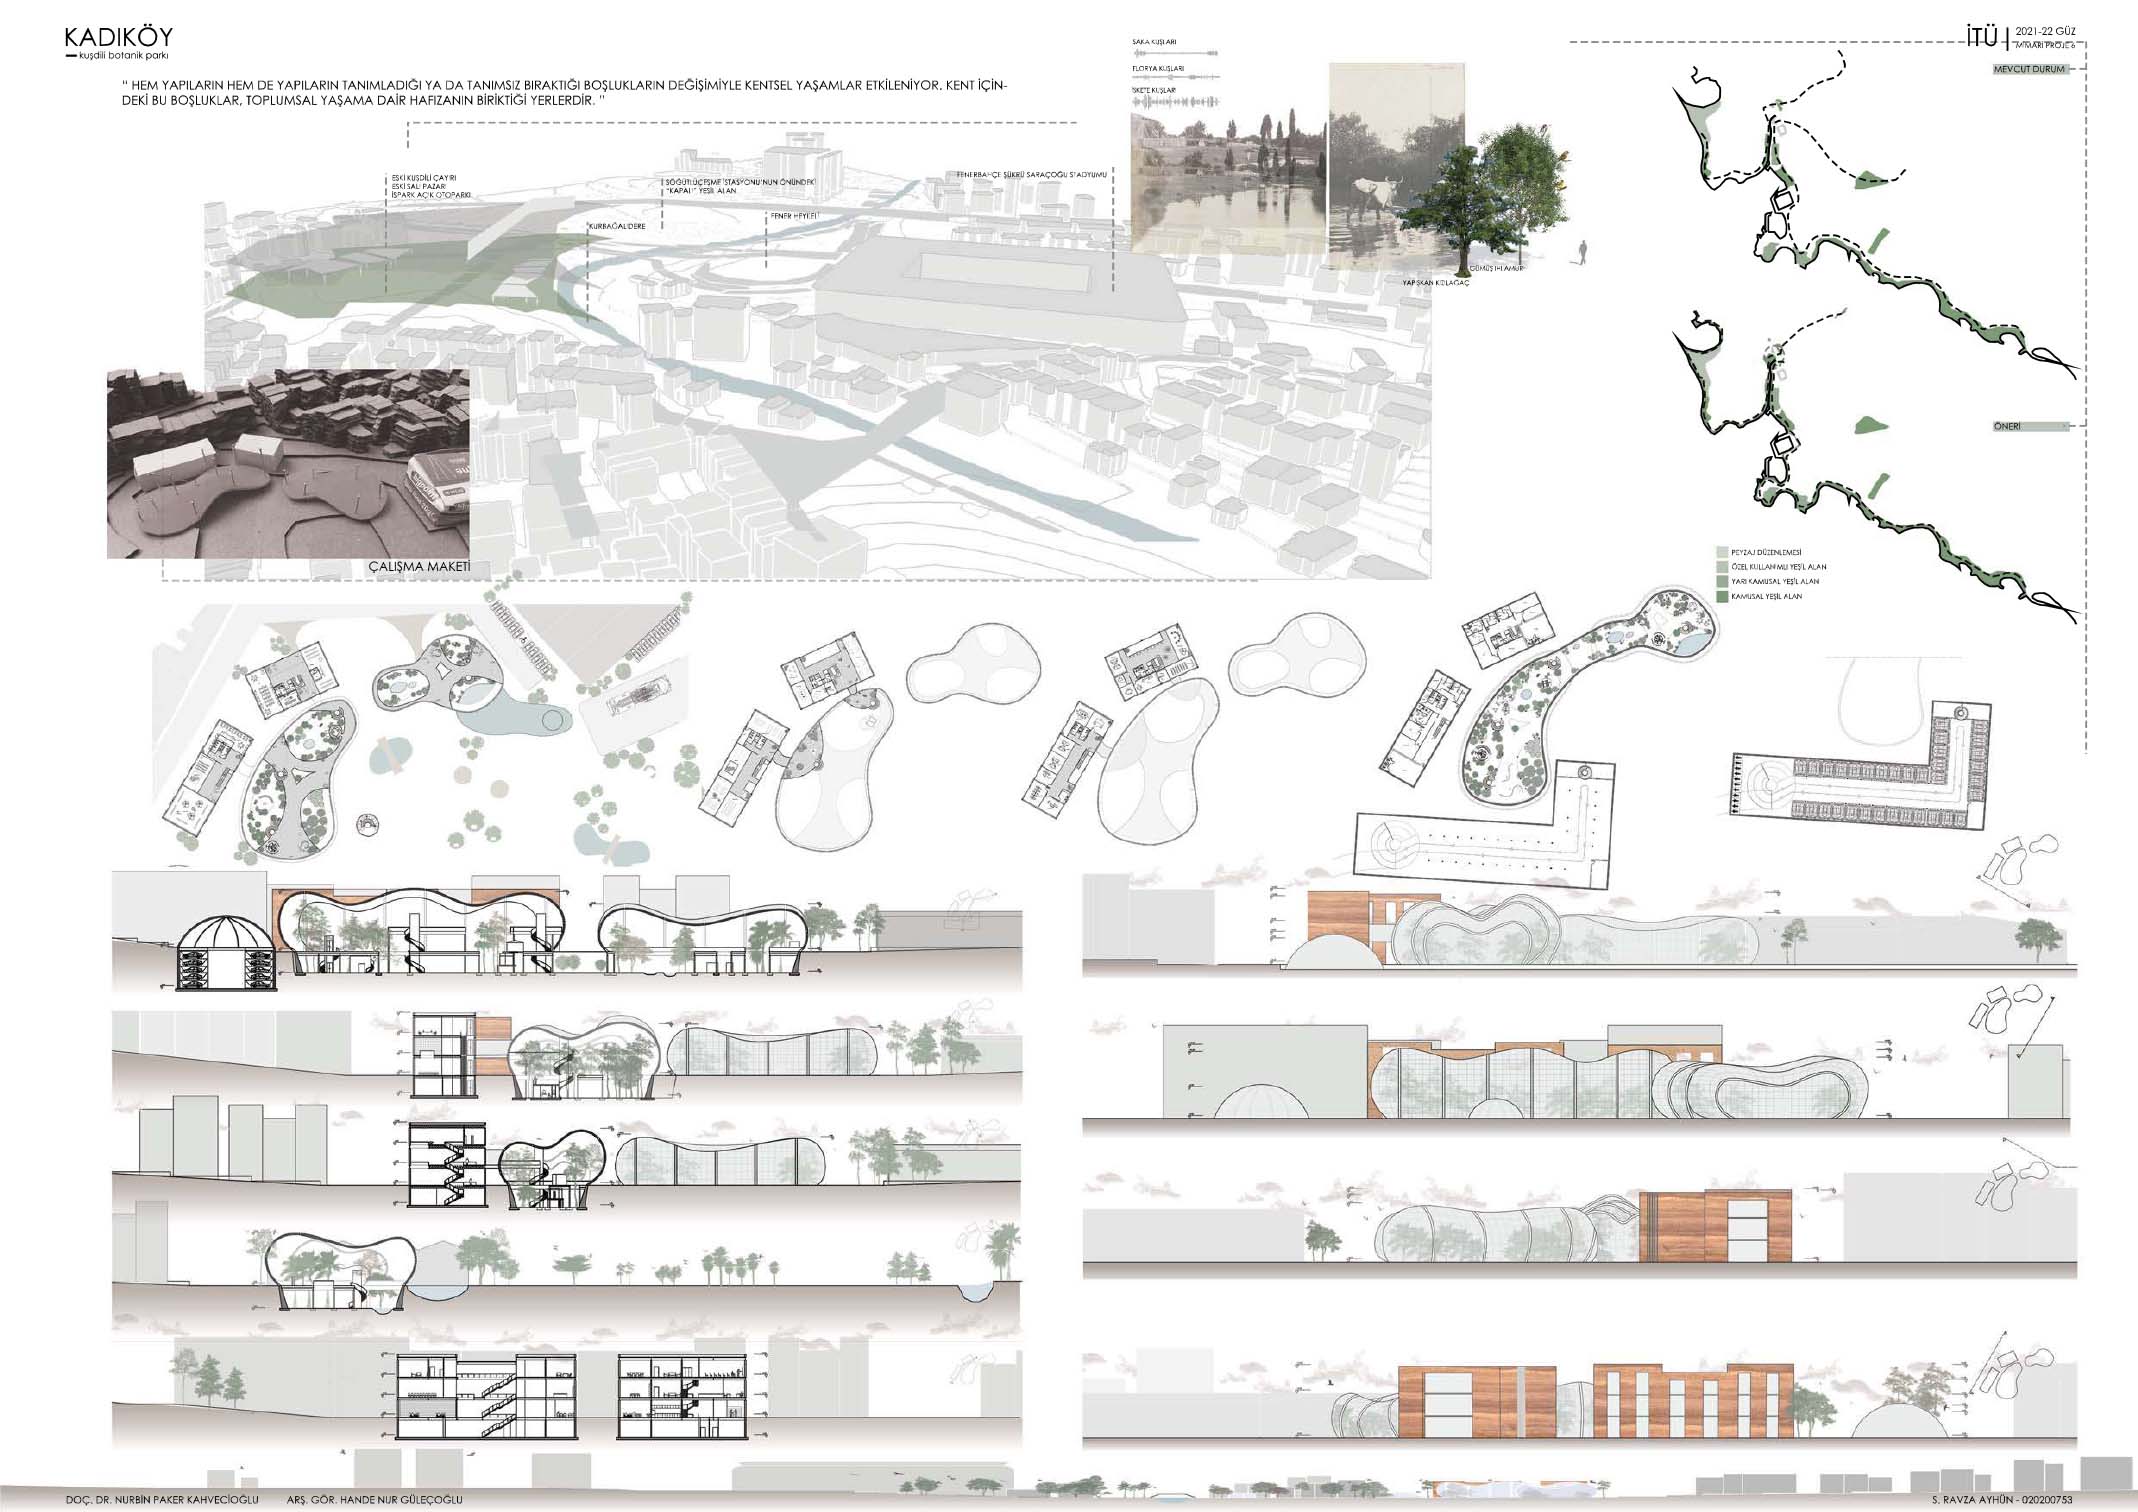 KADIKÖY
kuşdili botanik parkı
“ HEM YAPILARIN HEM DE YAPILARIN TANIMLADIĞI YA DA TANIMSIZ BIRAKTIĞI BOŞLUKLARIN DEĞİŞİMİYLE KENTSEL YAŞAMLAR ETKİLENİYOR. KENT İÇİN-
DEKİ BU BOŞLUKLAR, TOPLUMSAL YAŞAMA DAİR HAFIZANIN BİRİKTİĞİ YERLERDİR. ”
SAKA KUŞLARI
FLORYA KUŞLARI
İSKETE KUŞLARI
İTÜ | 2021-22 GÜZ
MİMARİ PROJE 6
MEVCUT DURUM
ESKİ KUŞDİLİ ÇAYIRI
ESKİ SALI PAZARI
İSPARK AÇIK OTOPARKI
SÖĞÜTLÜÇEŞME İSTASYONU'NUN ÖNÜNDEKİ
"KAPALI" YEŞİL ALAN
FENERBAHÇE ŞÜKRÜ SARAÇOĞLU STADYUMU
FENER HEYKELİ
KURBAĞALIDERE
GÜMÜŞ IHLAMUR
YAPIŞKAN KIZILAĞAÇ
ÖNERİ
ÇALIŞMA MAKETİ
PEYZAJ DÜZENLEMESİ
ÖZEL KULLANIMLI YEŞİL ALAN
YARI KAMUSAL YEŞİL ALAN
KAMUSAL YEŞİL ALAN
DOÇ. DR. NURBİN PAKER KAHVECİOĞLU
ARŞ. GÖR. HANDE NUR GÜLEÇOĞLU
S. RAVZA AYHÜN - 020200753